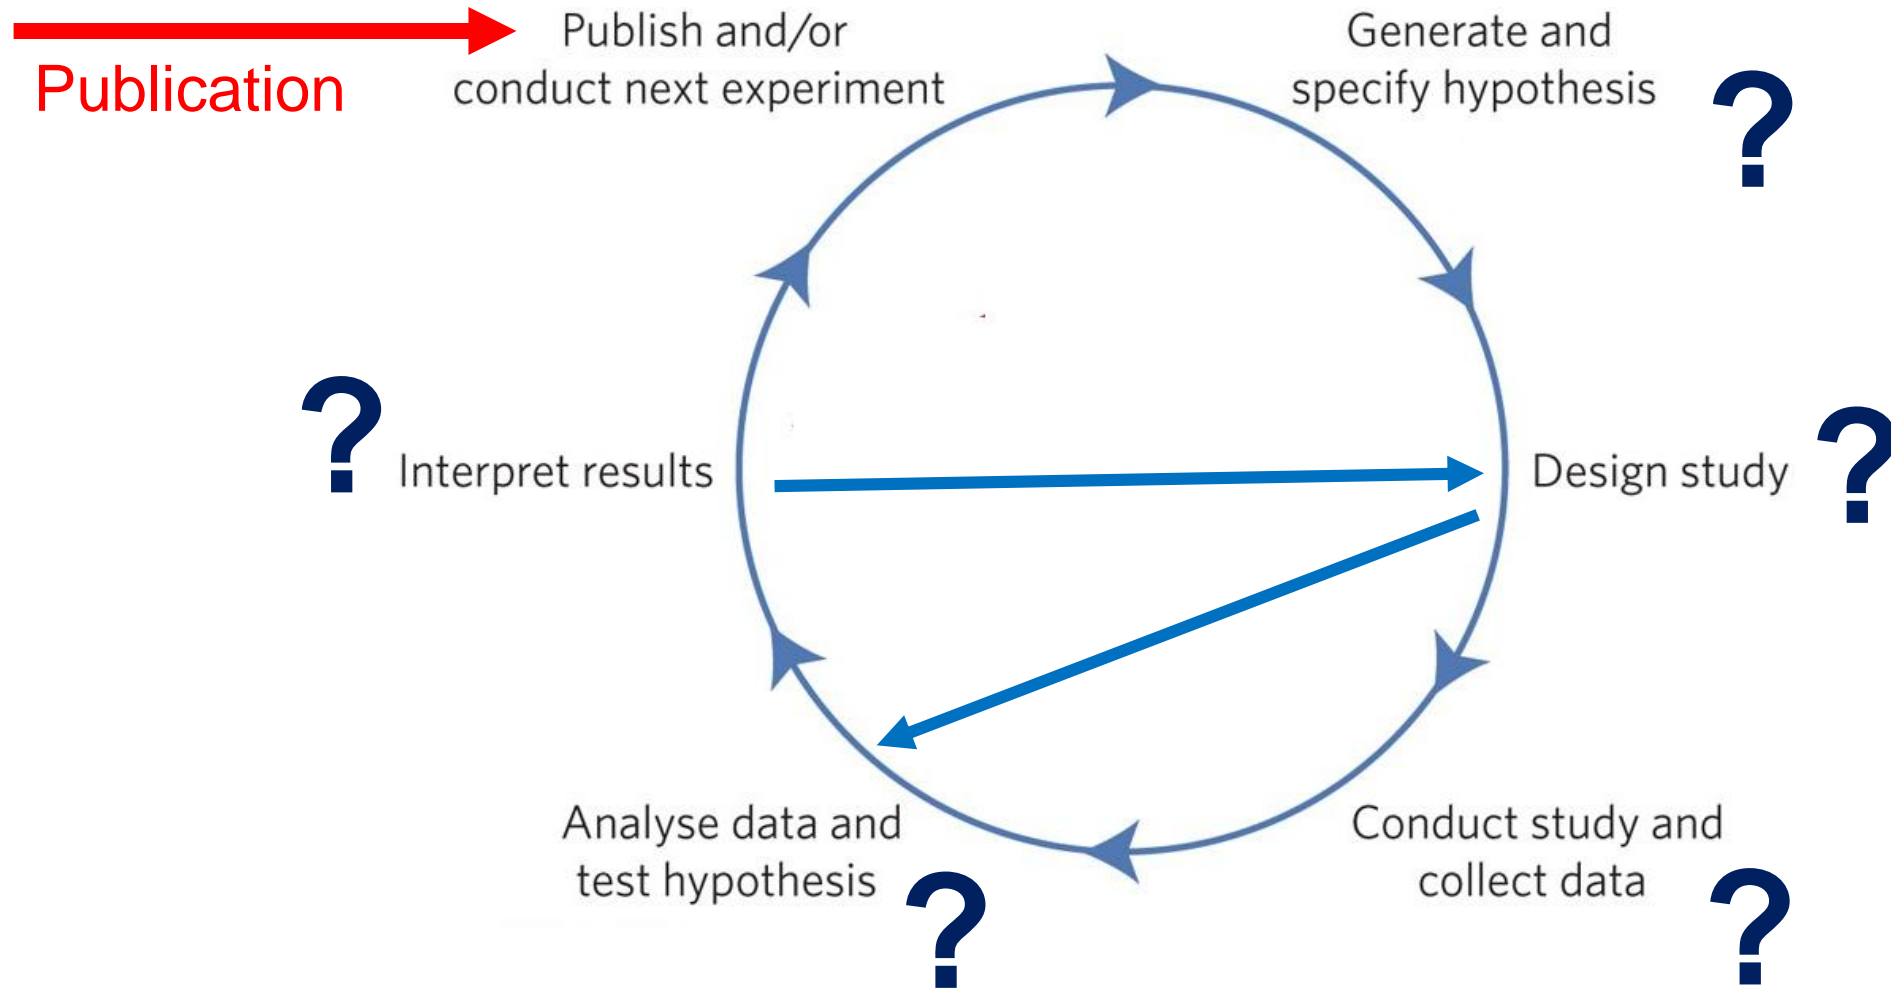 Publication
Publish and/or
conduct next experiment
Generate and
specify hypothesis
?
?
Interpret results
Design study
?
Analyse data and
test hypothesis
?
Conduct study and
collect data
?